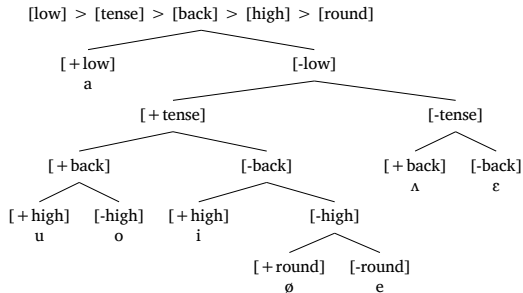 [low] > [tense] > [back] > [high] > [round]
[+low] [-low]
a
[+tense] [-tense]
[+back] [-back] [+back] [-back]
ʌ ɛ
[+high] [-high] [+high] [-high]
u o i
[+round] [-round]
ø e